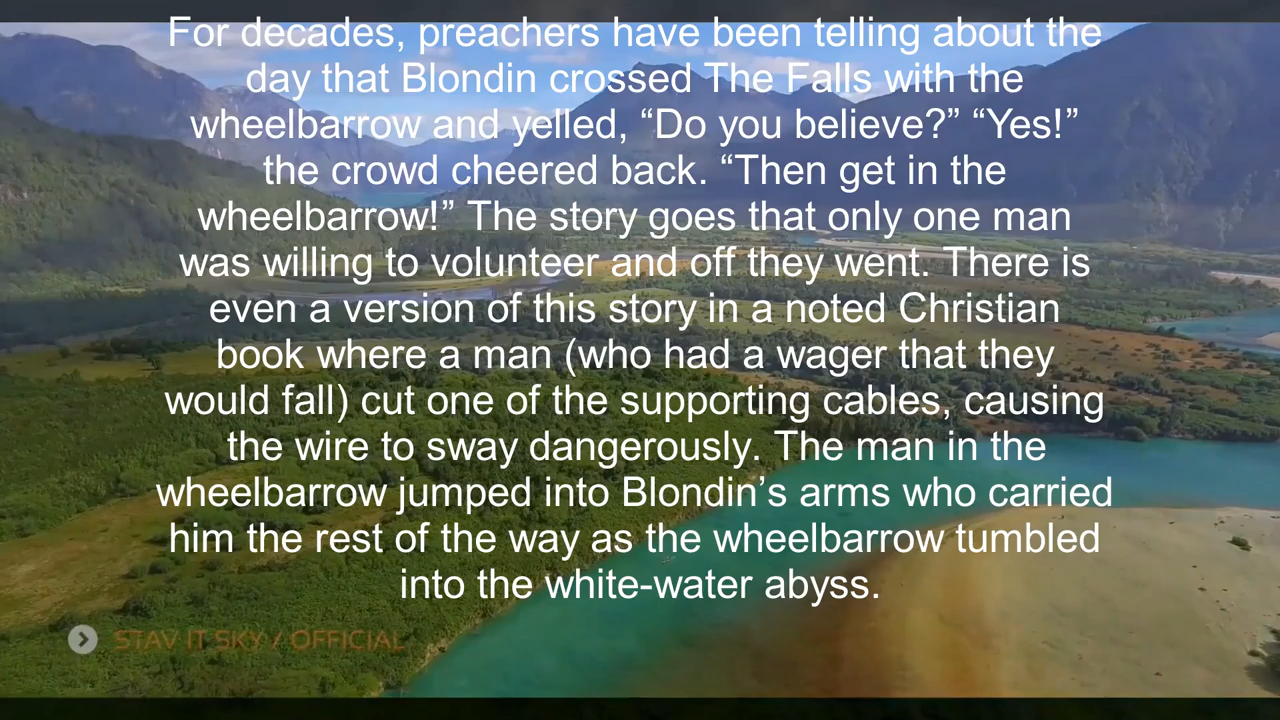 For decades, preachers have been telling about the
day that Blondin crossed The Falls with the
wheelbarrow and yelled, “Do you believe?” “Yes!”
the crowd cheered back. “Then get in the
wheelbarrow!” The story goes that only one man
was willing to volunteer and off they went. There is
even a version of this story in a noted Christian
book where a man (who had a wager that they
would fall) cut one of the supporting cables, causing
the wire to sway dangerously. The man in the
wheelbarrow jumped into Blondin’s arms who carried
him the rest of the way as the wheelbarrow tumbled
into the white-water abyss.
STAV IT SKY / OFFICIAL